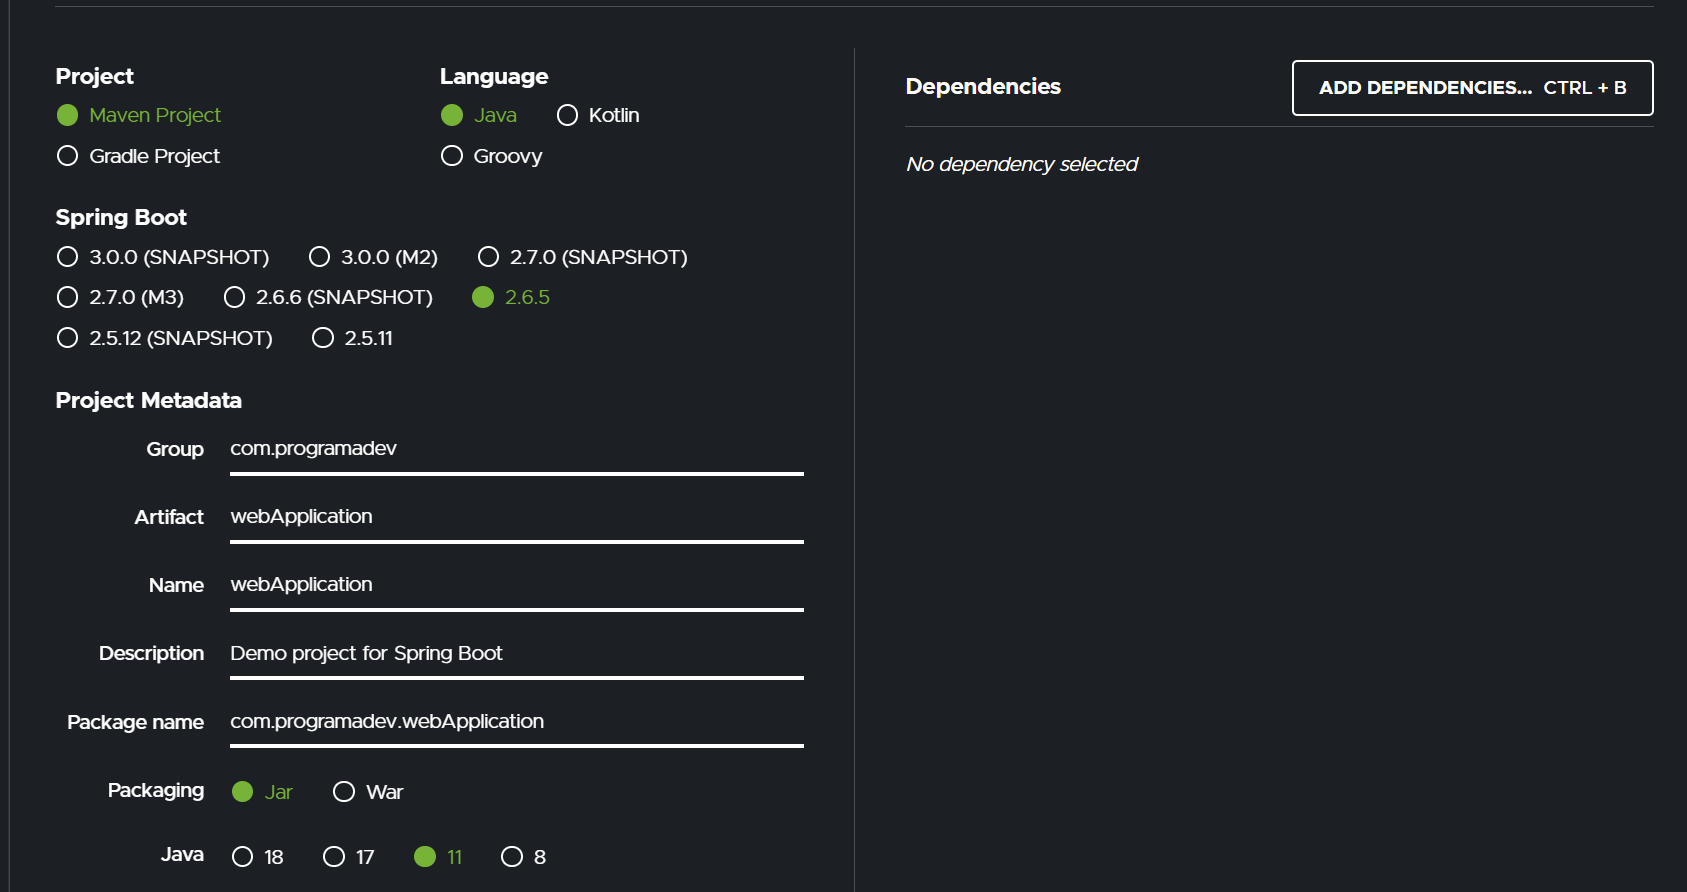 Project
Language
Maven Project
Java
Kotlin
Gradle Project
Groovy
Spring Boot
3.0.0 (SNAPSHOT)
3.0.0 (M2)
2.7.0 (SNAPSHOT)
2.7.0 (M3)
2.6.6 (SNAPSHOT)
2.6.5
2.5.12 (SNAPSHOT)
2.5.11
Project Metadata
Group com.programadev
Artifact webApplication
Name webApplication
Description Demo project for Spring Boot
Package name com.programadev.webApplication
Packaging Jar War
Java 18 17 11 8
Dependencies
ADD DEPENDENCIES... CTRL + B
No dependency selected